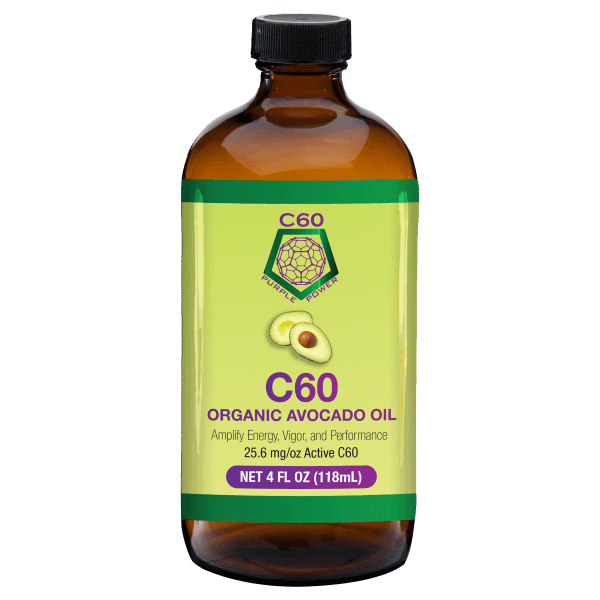 C60
PURPLE POWER
C60
ORGANIC AVOCADO OIL
Amplify Energy, Vigor, and Performance
25.6 mg/oz Active C60
NET 4 FL OZ (118mL)